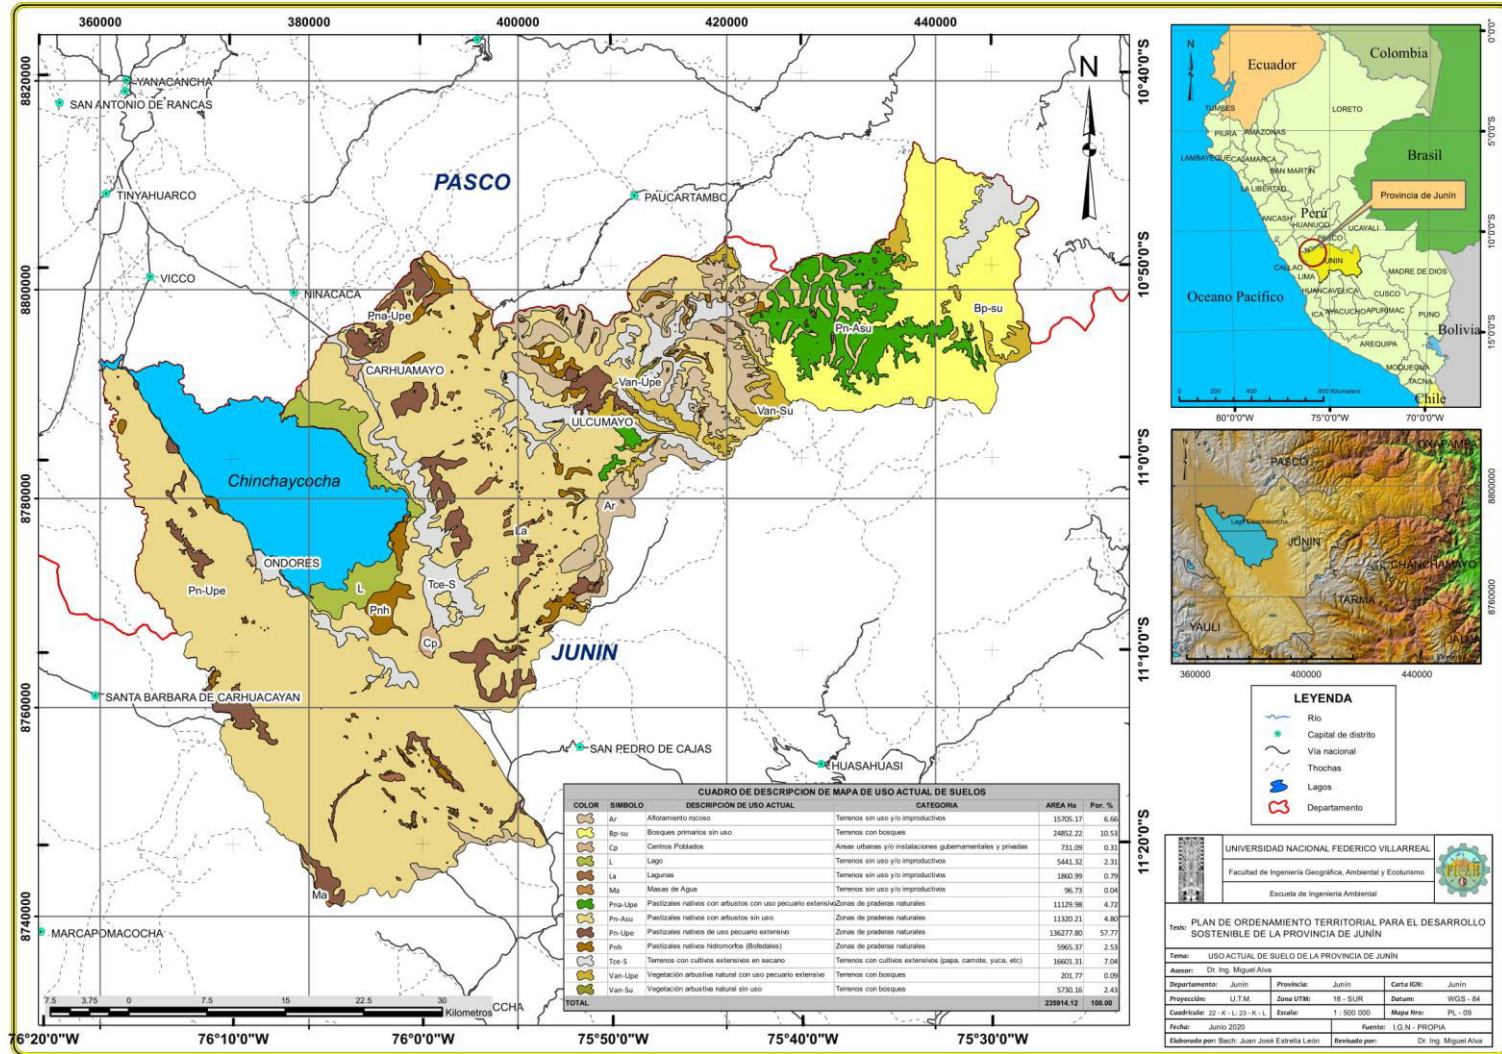 360000 380000 400000 420000 440000
8820000
8800000
8780000
8760000
8740000
10°40'0"S
10°50'0"S
11°0'0"S
11°10'0"S
11°20'0"S
76°20'0"W 76°10'0"W 76°0'0"W 75°50'0"W 75°40'0"W 75°30'0"W
N
YANACANCHA
SAN ANTONIO DE RANCAS
PASCO
TINYAHUARCO
PAUCARTAMBO
VICCO
NINACACA
Pna-Upe
Pn-Asu
Bp-su
CARHUAMAYO
Van-Upe
Van-Su
ULCUMAYO
Chinchaycocha
Ar
La
ONDORES
Tce-S
Pn-Upe
L
Pnh
Cp
JUNIN
SANTA BARBARA DE CARHUACAYAN
SAN PEDRO DE CAJAS
HUASAHUASI
Ma
MARCAPOMACOCHA
CCHA
7.5 3.75 0 7.5 15 22.5 30
Kilometros
CUADRO DE DESCRIPCION DE MAPA DE USO ACTUAL DE SUELOS
COLOR SIMBOLO DESCRIPCIÓN DE USO ACTUAL CATEGORIA AREA Ha Por. %
Ar Afloramiento rocoso Terrenos sin uso y/o improductivos 15705.17 6.66
Bp-su Bosques primarios sin uso Terrenos con bosques 24852.22 10.53
Cp Centros Poblados Areas urbanas y/o instalaciones gubernamentales y privadas 731.09 0.31
L Lago Terrenos sin uso y/o improductivos 5441.32 2.31
La Lagunas Terrenos sin uso y/o improductivos 1860.99 0.79
Ma Masas de Agua Terrenos sin uso y/o improductivos 96.73 0.04
Pna-Upe Pastizales nativos con arbustos con uso pecuario extensivo Zonas de praderas naturales 11129.98 4.72
Pn-Asu Pastizales nativos con arbustos sin uso Zonas de praderas naturales 11320.21 4.80
Pn-Upe Pastizales nativos de uso pecuario extensivo Zonas de praderas naturales 136277.80 57.77
Pnh Pastizales nativos hidromorfos (Bofedales) Zonas de praderas naturales 5965.37 2.53
Tce-S Terrenos con cultivos extensivos en secano Terrenos con cultivos extensivos (papa, camote, yuca, etc) 16601.31 7.04
Van-Upe Vegetación arbustiva natural con uso pecuario extensivo Terrenos con bosques 201.77 0.09
Van-Su Vegetación arbustiva natural sin uso Terrenos con bosques 5730.16 2.43
TOTAL 235914.12 100.00
N
Ecuador
Colombia
TUMBES
LORETO
PIURA
AMAZONAS
LAMBAYEQUE
CAJAMARCA
SAN MARTÍN
Brasil
LA LIBERTAD
Provincia de Junín
ANCASH
Perú
HUANUCO
UCAYALI
PASCO
CALLAO
JUNIN
LIMA
MADRE DE DIOS
Oceano Pacífico
HUANCAVELICA
CUSCO
ICA
AYACUCHO
APURIMAC
PUNO
Bolivia
AREQUIPA
MOQUEGUA
TACNA
Chile
0 200 400 800 Kilometers
80°0'0"W 75°0'0"W 70°0'0"W
0°0'0"
5°0'0"S
10°0'0"S
15°0'0"S
N
OXAPAMPA
PASCO
Lago Chinchaycocha
JUNIN
CHANCHAMAYO
TARMA
YAULI
JAUJA
8800000
8760000
360000 400000 440000
LEYENDA
Río
Capital de distrito
Vía nacional
Thochas
Lagos
Departamento
UNIVERSIDAD NACIONAL FEDERICO VILLARREAL
Facultad de Ingeniería Geográfica, Ambiental y Ecoturismo
Escuela de Ingeniería Ambiental
Tesis: PLAN DE ORDENAMIENTO TERRITORIAL PARA EL DESARROLLO
SOSTENIBLE DE LA PROVINCIA DE JUNÍN
Tema: USO ACTUAL DE SUELO DE LA PROVINCIA DE JUNÍN
Asesor: Dr. Ing. Miguel Alva
Departamento: Junín Provincia: Junín Carta IGN: Junín
Proyección: U.T.M. Zona UTM: 18 - SUR Datum: WGS - 84
Cuadrícula: 22 - K - L; 23 - K - L Escala: 1 : 500 000 Mapa Nro: PL - 09
Fecha: Junio 2020 Fuente: I.G.N - PROPIA
Elaborado por: Bach: Juan José Estrella León Revisado por: Dr. Ing. Miguel Alva